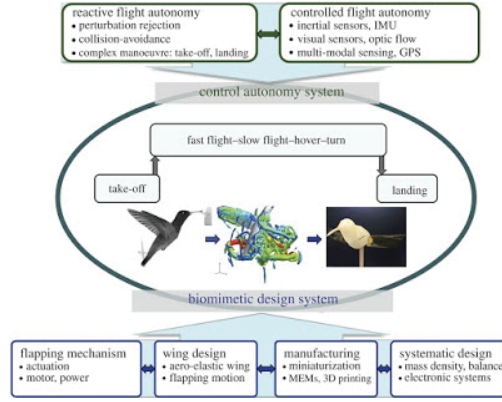 reactive flight autonomy
• perturbation rejection
• collision-avoidance
• complex manoeuvre: take-off, landing
controlled flight autonomy
• inertial sensors, IMU
• visual sensors, optic flow
• multi-modal sensing, GPS
control autonomy system
fast flight–slow flight–hover–turn
take-off
landing
biomimetic design system
flapping mechanism
• actuation
• motor, power
wing design
• aero-elastic wing
• flapping motion
manufacturing
• miniaturization
• MEMs, 3D printing
systematic design
• mass density, balance
• electronic systems